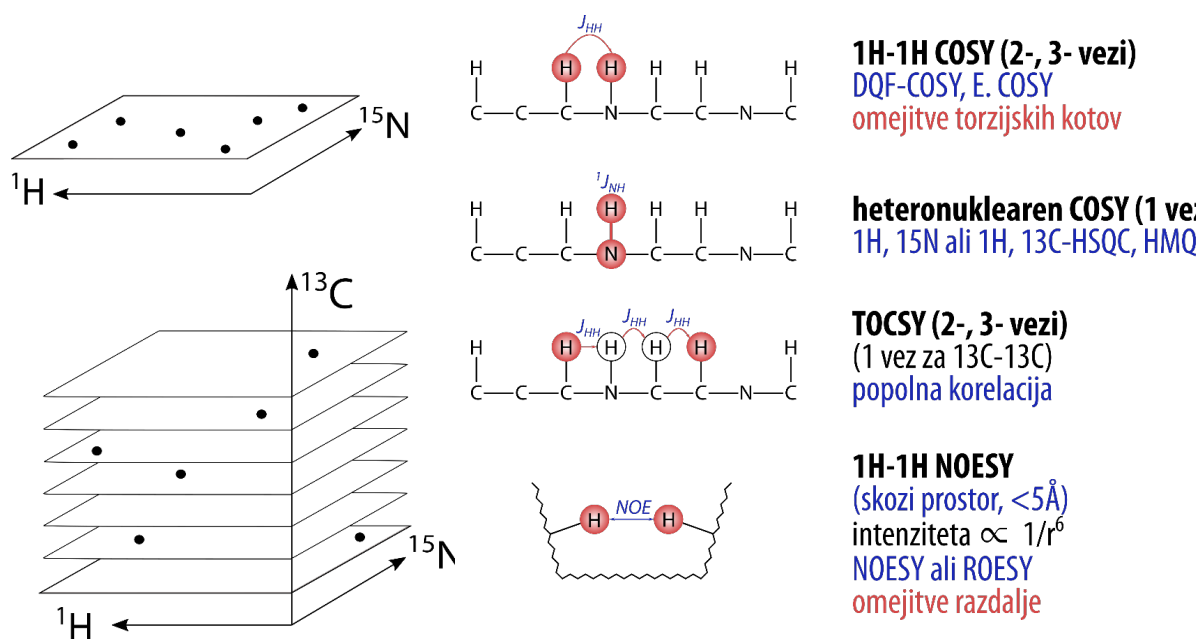 ¹⁵N
¹H
¹³C
¹⁵N
¹H
J_HH
H H H H H H
C C C N C C N C
¹J_NH
H H H H H H
C C C N C C N C
J_HH J_HH J_HH
H H H H H H
C C C N C C N C
H NOE H
1H-1H COSY (2-, 3- vezi)
DQF-COSY, E. COSY
omejitve torzijskih kotov
heteronuklearen COSY (1 vez
1H, 15N ali 1H, 13C-HSQC, HMQ
TOCSY (2-, 3- vezi)
(1 vez za 13C-13C)
popolna korelacija
1H-1H NOESY
(skozi prostor, <5Å)
intenziteta ∝ 1/r⁶
NOESY ali ROESY
omejitve razdalje